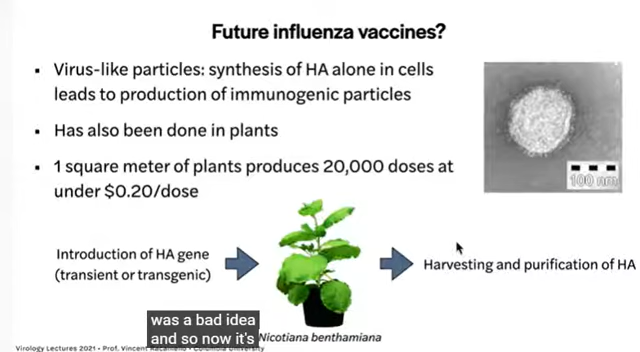 Future influenza vaccines?
Virus-like particles: synthesis of HA alone in cells
leads to production of immunogenic particles
Has also been done in plants
1 square meter of plants produces 20,000 doses at
under $0.20/dose
100 nm
Introduction of HA gene
(transient or transgenic)
Harvesting and purification of HA
was a bad idea
and so now it's
Nicotiana benthamiana
Virology Lectures 2021 • Prof. Vincent